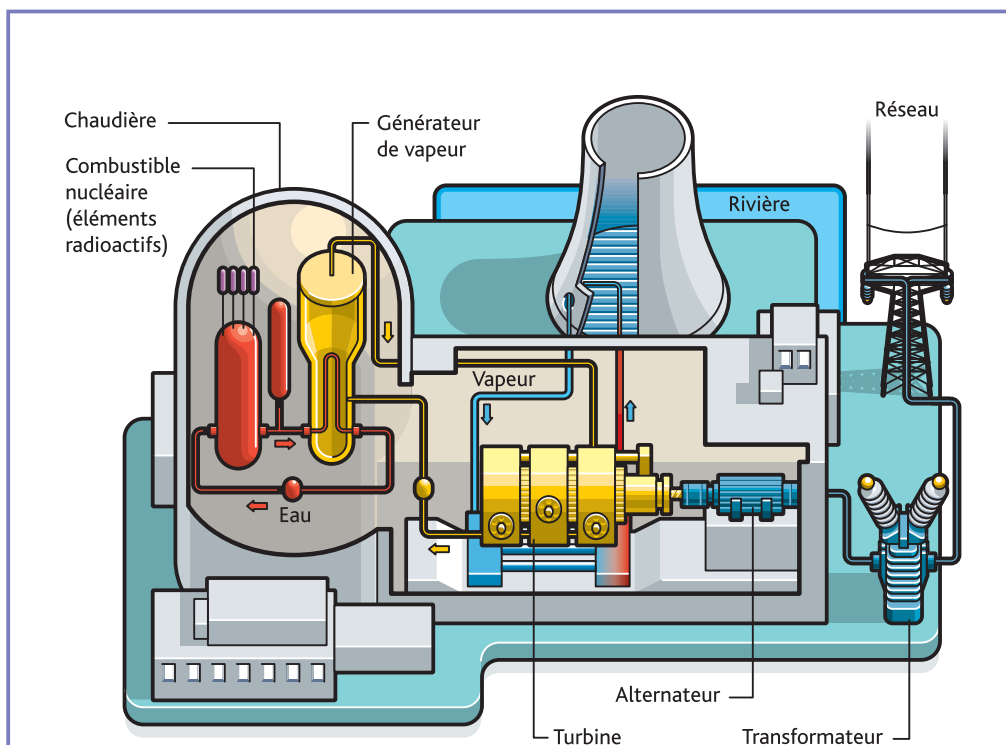 Chaudière
Combustible
nucléaire
(éléments
radioactifs)
Générateur
de vapeur
Réseau
Rivière
Vapeur
Eau
Alternateur
Turbine
Transformateur